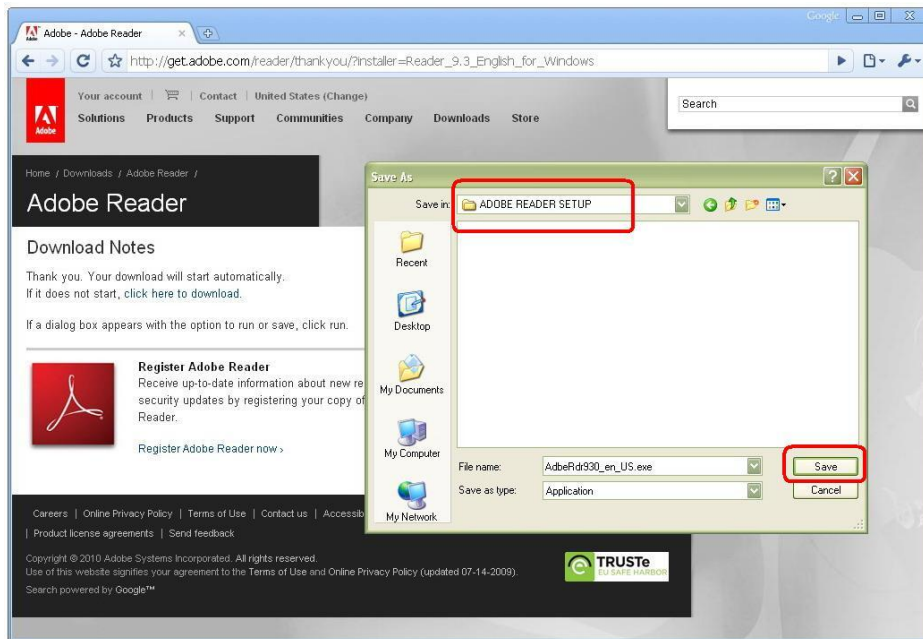 Google
Adobe - Adobe Reader
http://get.adobe.com/reader/thankyou/?installer=Reader_9.3_English_for_Windows
Your account | | Contact | United States (Change)
Solutions Products Support Communities Company Downloads Store
Search
Adobe
Home / Downloads / Adobe Reader /
Adobe Reader
Download Notes
Thank you. Your download will start automatically.
If it does not start, click here to download.
If a dialog box appears with the option to run or save, click run.
Register Adobe Reader
Receive up-to-date information about new re
security updates by registering your copy of
Reader.
Register Adobe Reader now ›
Save As
Save in: ADOBE READER SETUP
Recent
Desktop
My Documents
My Computer
My Network
File name: AdbeRdr930_en_US.exe Save
Save as type: Application Cancel
Careers | Online Privacy Policy | Terms of Use | Contact us | Accessib
| Product license agreements | Send feedback
Copyright © 2010 Adobe Systems Incorporated. All rights reserved.
Use of this website signifies your agreement to the Terms of Use and Online Privacy Policy (updated 07-14-2009).
Search powered by Google™
TRUSTe
EU SAFE HARBOR